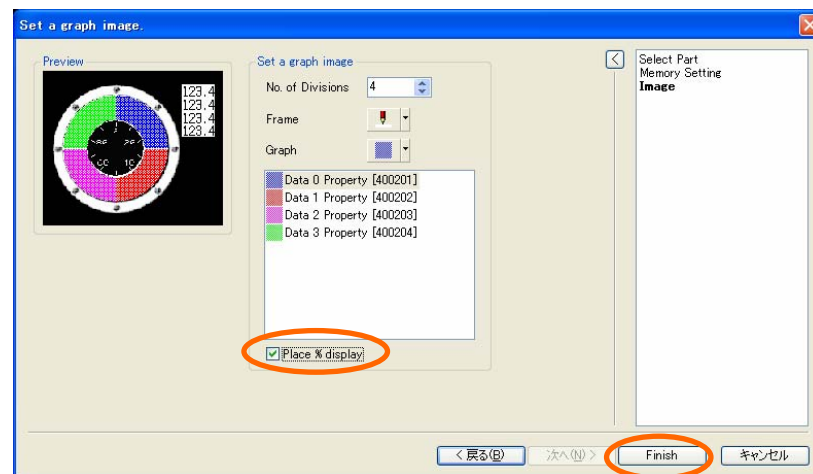 Set a graph image.
Preview
123.4
123.4
123.4
123.4
Set a graph image
No. of Divisions 4
Frame
Graph
Data 0 Property [400201]
Data 1 Property [400202]
Data 2 Property [400203]
Data 3 Property [400204]
Place % display
<
Select Part
Memory Setting
Image
< 戻る(B)
次へ(N) >
Finish
キャンセル